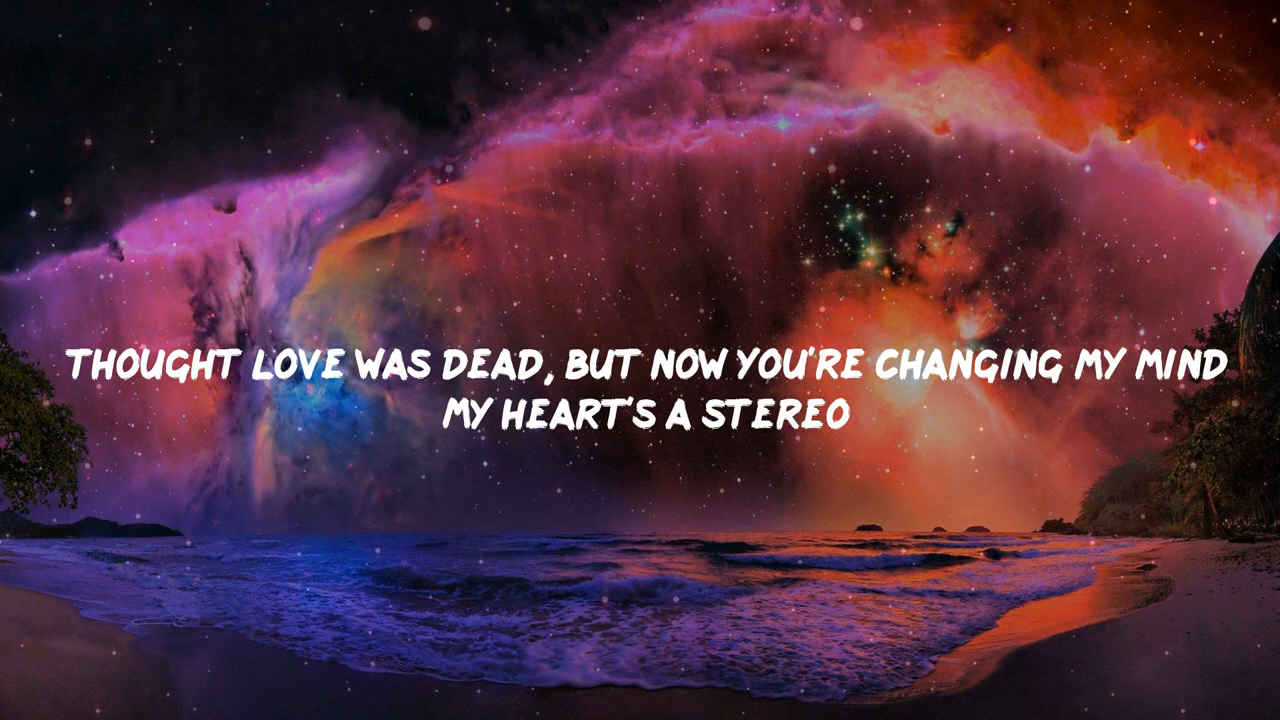 THOUGHT LOVE WAS DEAD, BUT NOW YOU'RE CHANGING MY MIND
MY HEART'S A STEREO